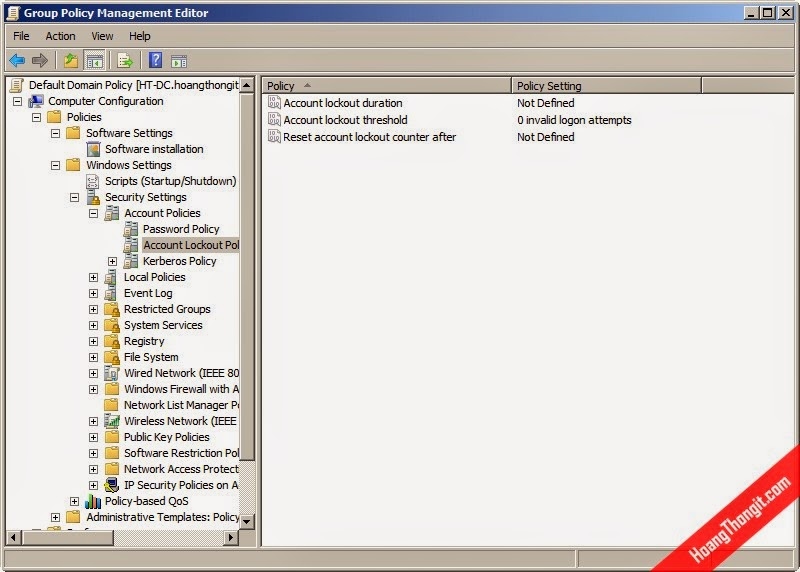 Group Policy Management Editor
File Action View Help
Default Domain Policy [HT-DC.hoangthongit
Computer Configuration
Policies
Software Settings
Software installation
Windows Settings
Scripts (Startup/Shutdown)
Security Settings
Account Policies
Password Policy
Account Lockout Pol
Kerberos Policy
Local Policies
Event Log
Restricted Groups
System Services
Registry
File System
Wired Network (IEEE 80
Windows Firewall with A
Network List Manager P
Wireless Network (IEEE
Public Key Policies
Software Restriction Pol
Network Access Protect
IP Security Policies on A
Policy-based QoS
Administrative Templates: Policy
Policy Policy Setting
Account lockout duration Not Defined
Account lockout threshold 0 invalid logon attempts
Reset account lockout counter after Not Defined
HoangThongit.com